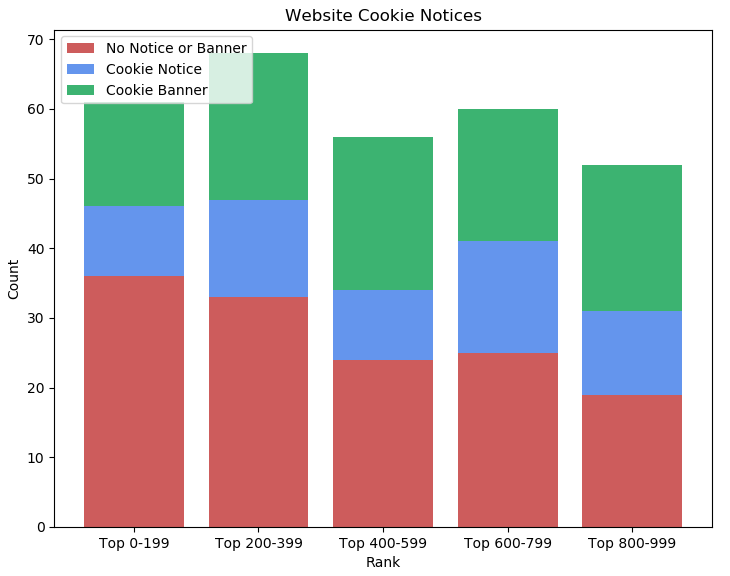 Website Cookie Notices
No Notice or Banner
Cookie Notice
Cookie Banner
70
60
50
40
30
20
10
0
Count
Top 0-199
Top 200-399
Top 400-599
Top 600-799
Top 800-999
Rank